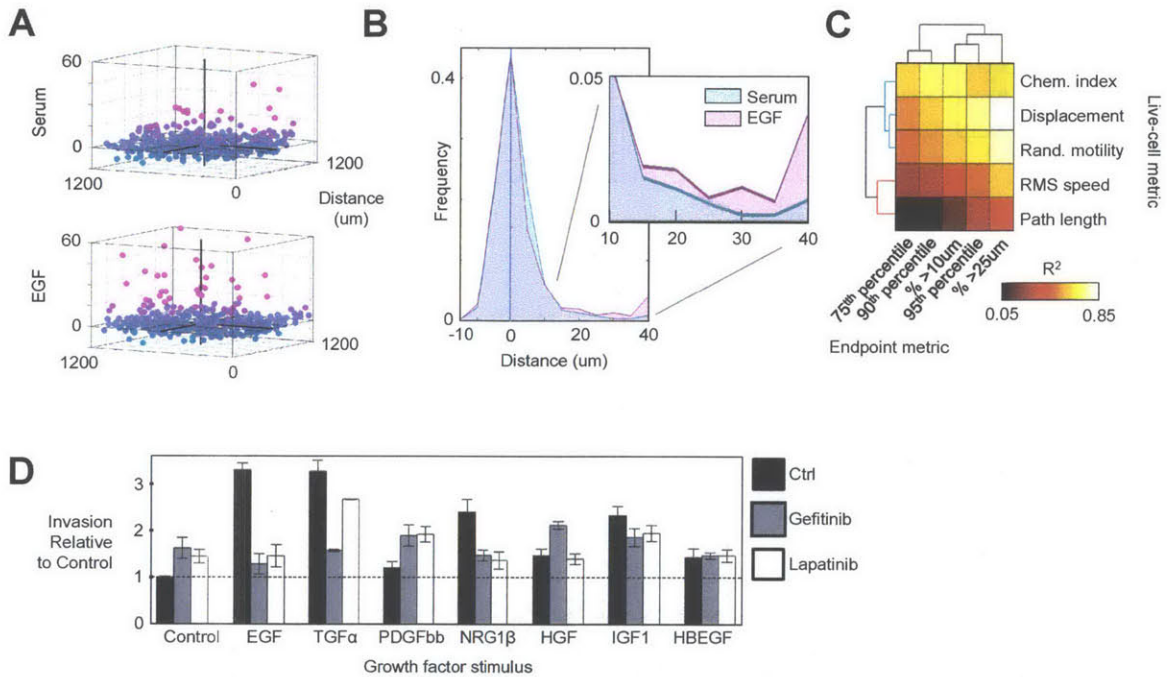 A
60
Serum
0
1200
1200
0
Distance
(um)
60
EGF
0
1200
1200
0
B
0.4
Frequency
0
-10
0
20
40
Distance (um)
0.05
0
10
20
30
40
Serum
EGF
C
Chem. index
Displacement
Rand. motility
RMS speed
Path length
Live-cell metric
75th percentile
90th percentile
% >10um
95th percentile
% >25um
Endpoint metric
R²
0.05
0.85
D
Invasion
Relative
to Control
3
2
1
0
Control
EGF
TGFα
PDGFbb
NRG1β
HGF
IGF1
HBEGF
Growth factor stimulus
Ctrl
Gefitinib
Lapatinib